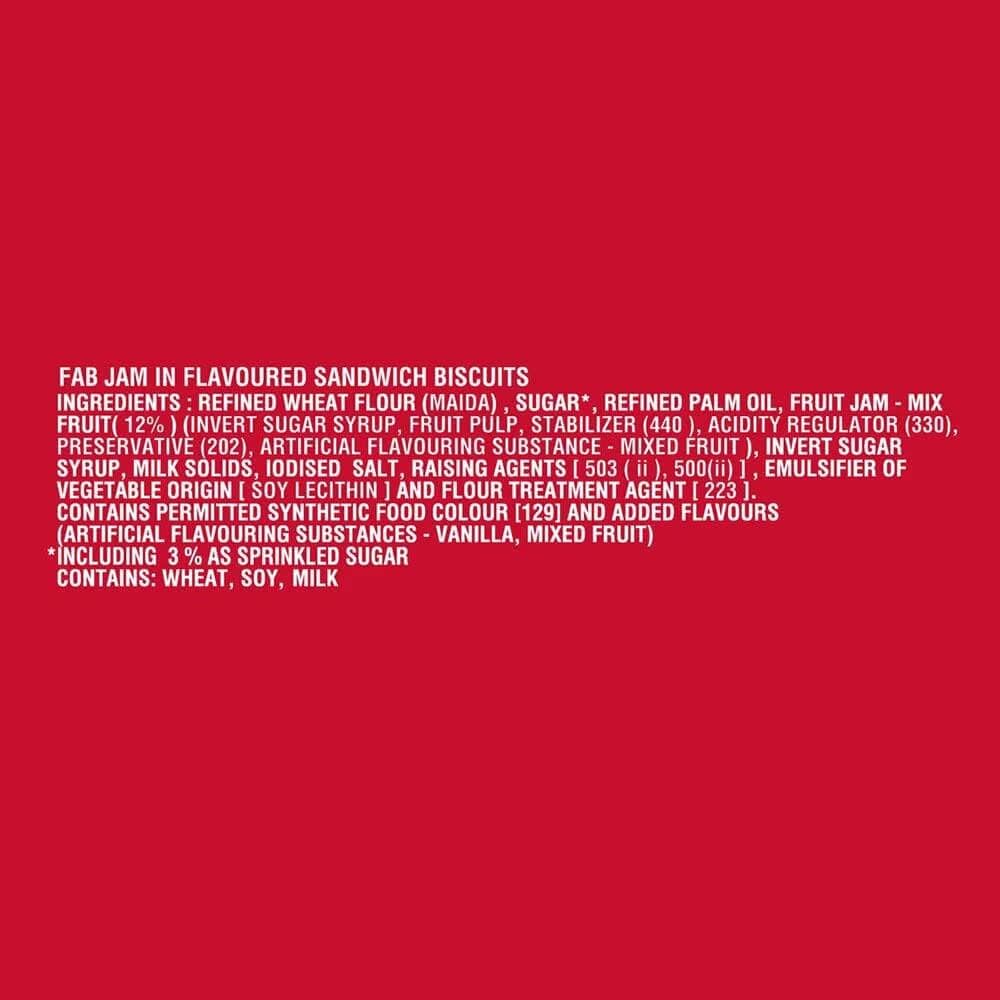 FAB JAM IN FLAVOURED SANDWICH BISCUITS
INGREDIENTS : REFINED WHEAT FLOUR (MAIDA) , SUGAR*, REFINED PALM OIL, FRUIT JAM - MIX
FRUIT( 12% ) (INVERT SUGAR SYRUP, FRUIT PULP, STABILIZER (440 ), ACIDITY REGULATOR (330),
PRESERVATIVE (202), ARTIFICIAL FLAVOURING SUBSTANCE - MIXED FRUIT ), INVERT SUGAR
SYRUP, MILK SOLIDS, IODISED SALT, RAISING AGENTS [ 503 ( ii ), 500(ii) ] , EMULSIFIER OF
VEGETABLE ORIGIN [ SOY LECITHIN ] AND FLOUR TREATMENT AGENT [ 223 ].
CONTAINS PERMITTED SYNTHETIC FOOD COLOUR [129] AND ADDED FLAVOURS
(ARTIFICIAL FLAVOURING SUBSTANCES - VANILLA, MIXED FRUIT)
*INCLUDING 3 % AS SPRINKLED SUGAR
CONTAINS: WHEAT, SOY, MILK